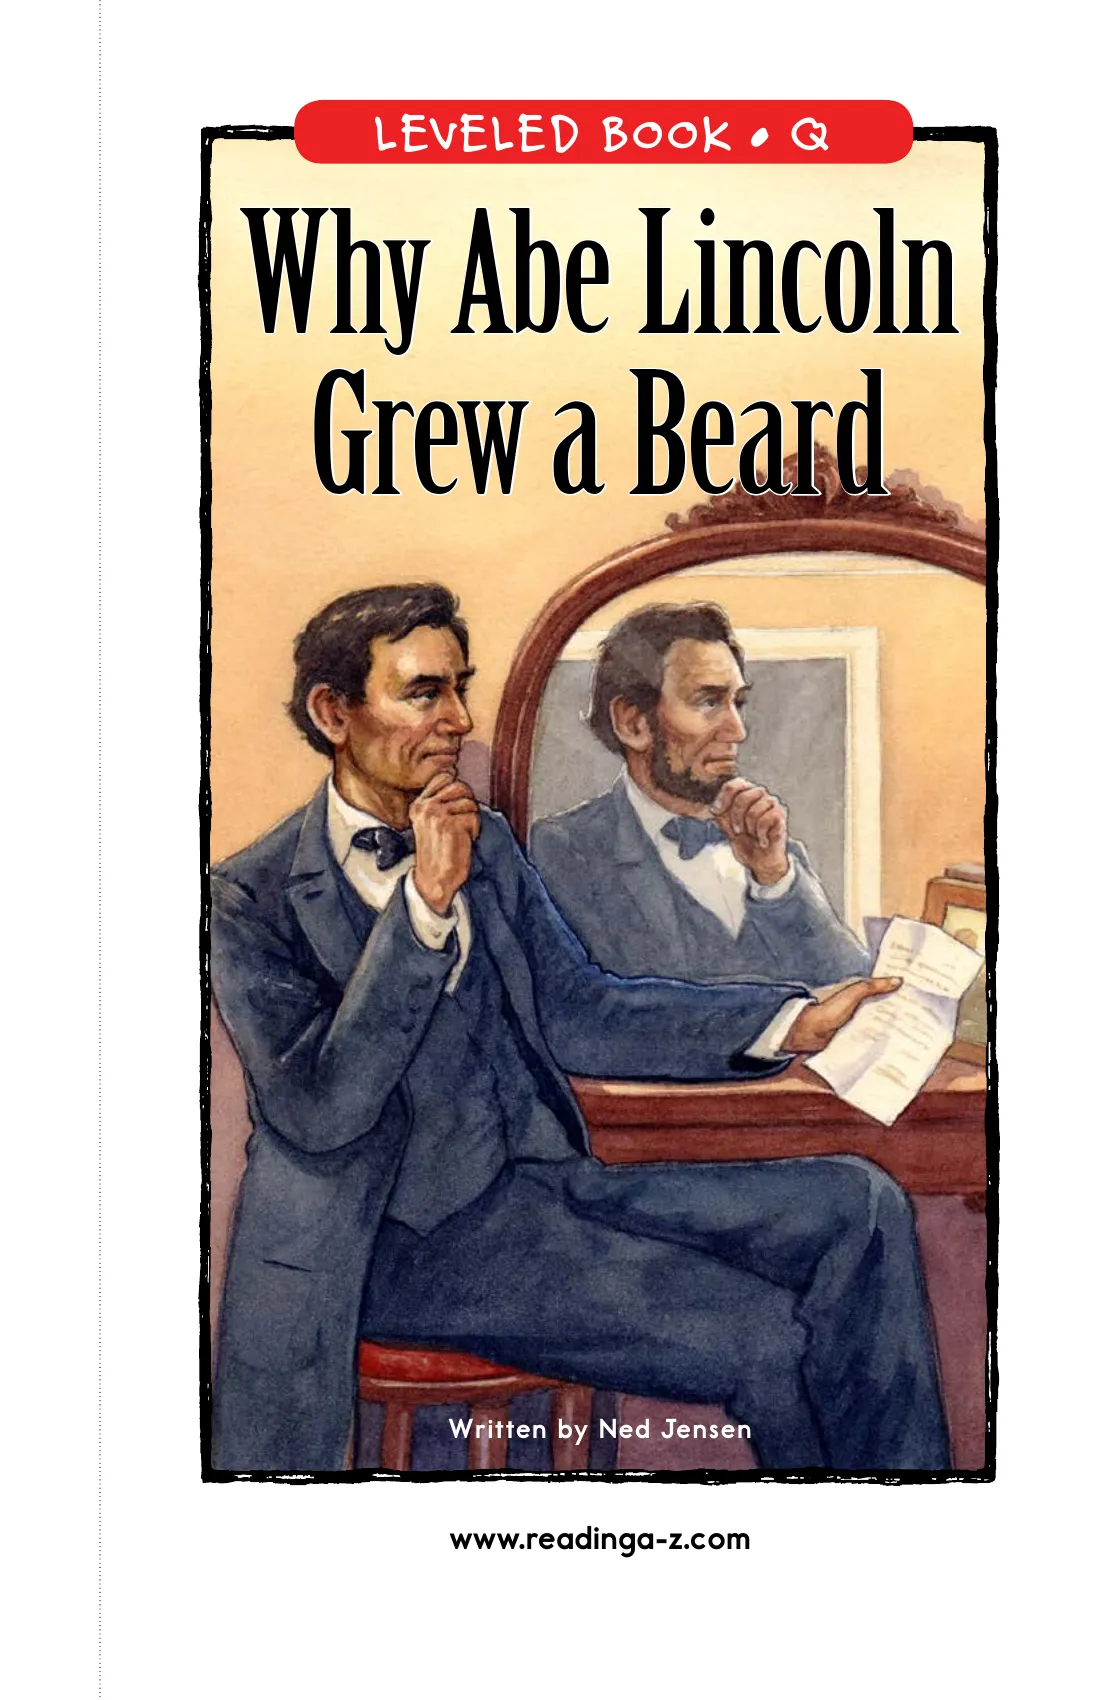 LEVELED BOOK • Q
Why Abe Lincoln
Grew a Beard
Written by Ned Jensen
www.readinga-z.com